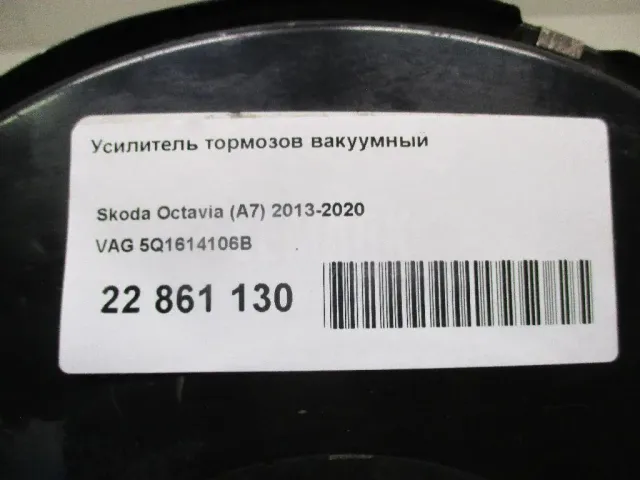 Усилитель тормозов вакуумный
Skoda Octavia (A7) 2013-2020
VAG 5Q1614106B
22 861 130